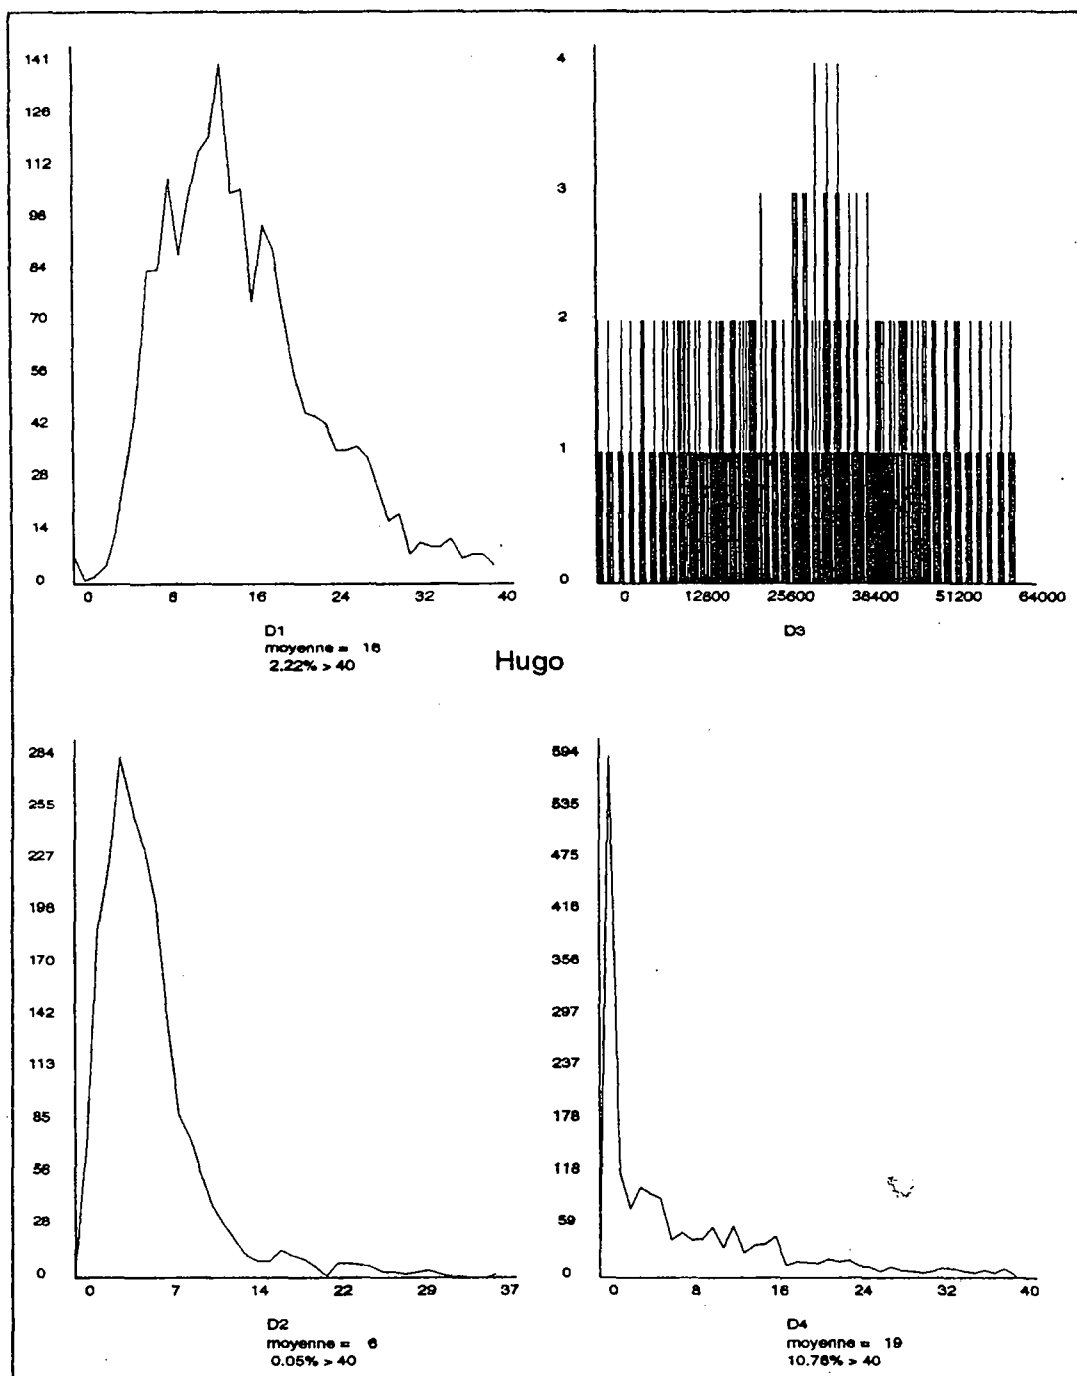 141
126
112
98
84
70
56
42
28
14
0
0 8 16 24 32 40
D1
moyenne = 16
2.22% > 40
4
3
2
1
0
0 12800 25600 38400 51200 64000
D3
Hugo
284
255
227
198
170
142
113
85
56
28
0
0 7 14 22 29 37
D2
moyenne = 6
0.05% > 40
594
535
475
416
356
297
237
178
118
59
0
0 8 16 24 32 40
D4
moyenne = 19
10.76% > 40